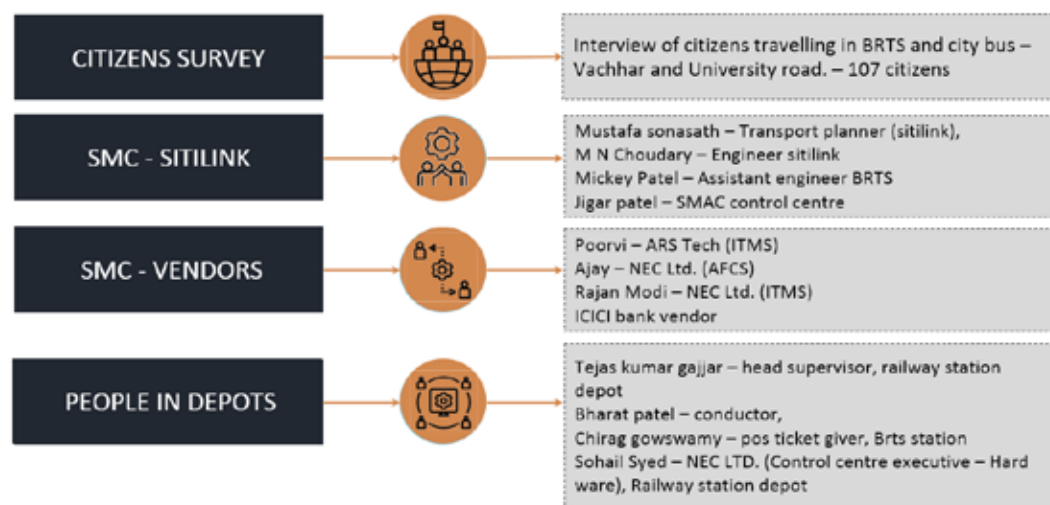 CITIZENS SURVEY
Interview of citizens travelling in BRTS and city bus –
Vachhar and University road. – 107 citizens
SMC - SITILINK
Mustafa sonasath – Transport planner (sitilink),
M N Choudary – Engineer sitilink
Mickey Patel – Assistant engineer BRTS
Jigar patel – SMAC control centre
SMC - VENDORS
Poorvi – ARS Tech (ITMS)
Ajay – NEC Ltd. (AFCS)
Rajan Modi – NEC Ltd. (ITMS)
ICICI bank vendor
PEOPLE IN DEPOTS
Tejas kumar gajjar – head supervisor, railway station
depot
Bharat patel – conductor,
Chirag gowswamy – pos ticket giver, Brts station
Sohail Syed – NEC LTD. (Control centre executive – Hard
ware), Railway station depot